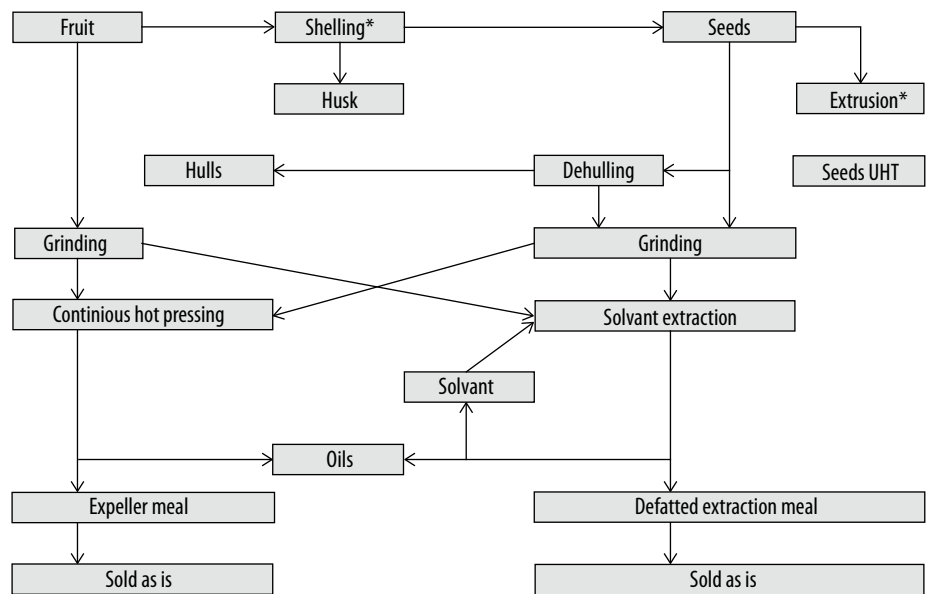 Fruit
Shelling*
Seeds
Husk
Extrusion*
Hulls
Dehulling
Seeds UHT
Grinding
Grinding
Continious hot pressing
Solvant extraction
Solvant
Oils
Expeller meal
Defatted extraction meal
Sold as is
Sold as is